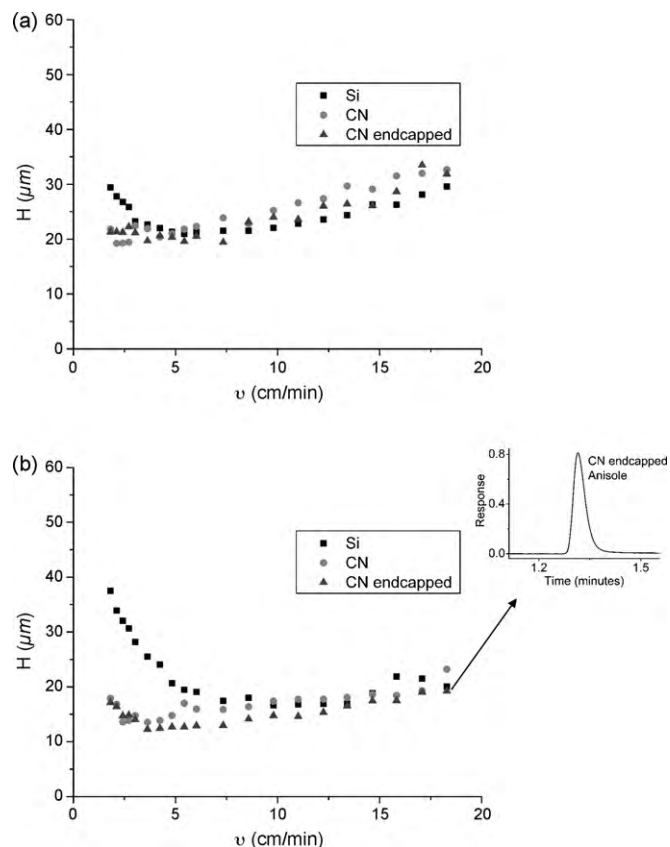 (a)
60
50
40
30
20
10
0
H (μm)
Si
CN
CN endcapped
0 5 10 15 20
υ (cm/min)
(b)
60
50
40
30
20
10
0
H (μm)
Si
CN
CN endcapped
0 5 10 15 20
υ (cm/min)
0.8
0.4
0.0
Response
CN endcapped
Anisole
1.2 1.5
Time (minutes)